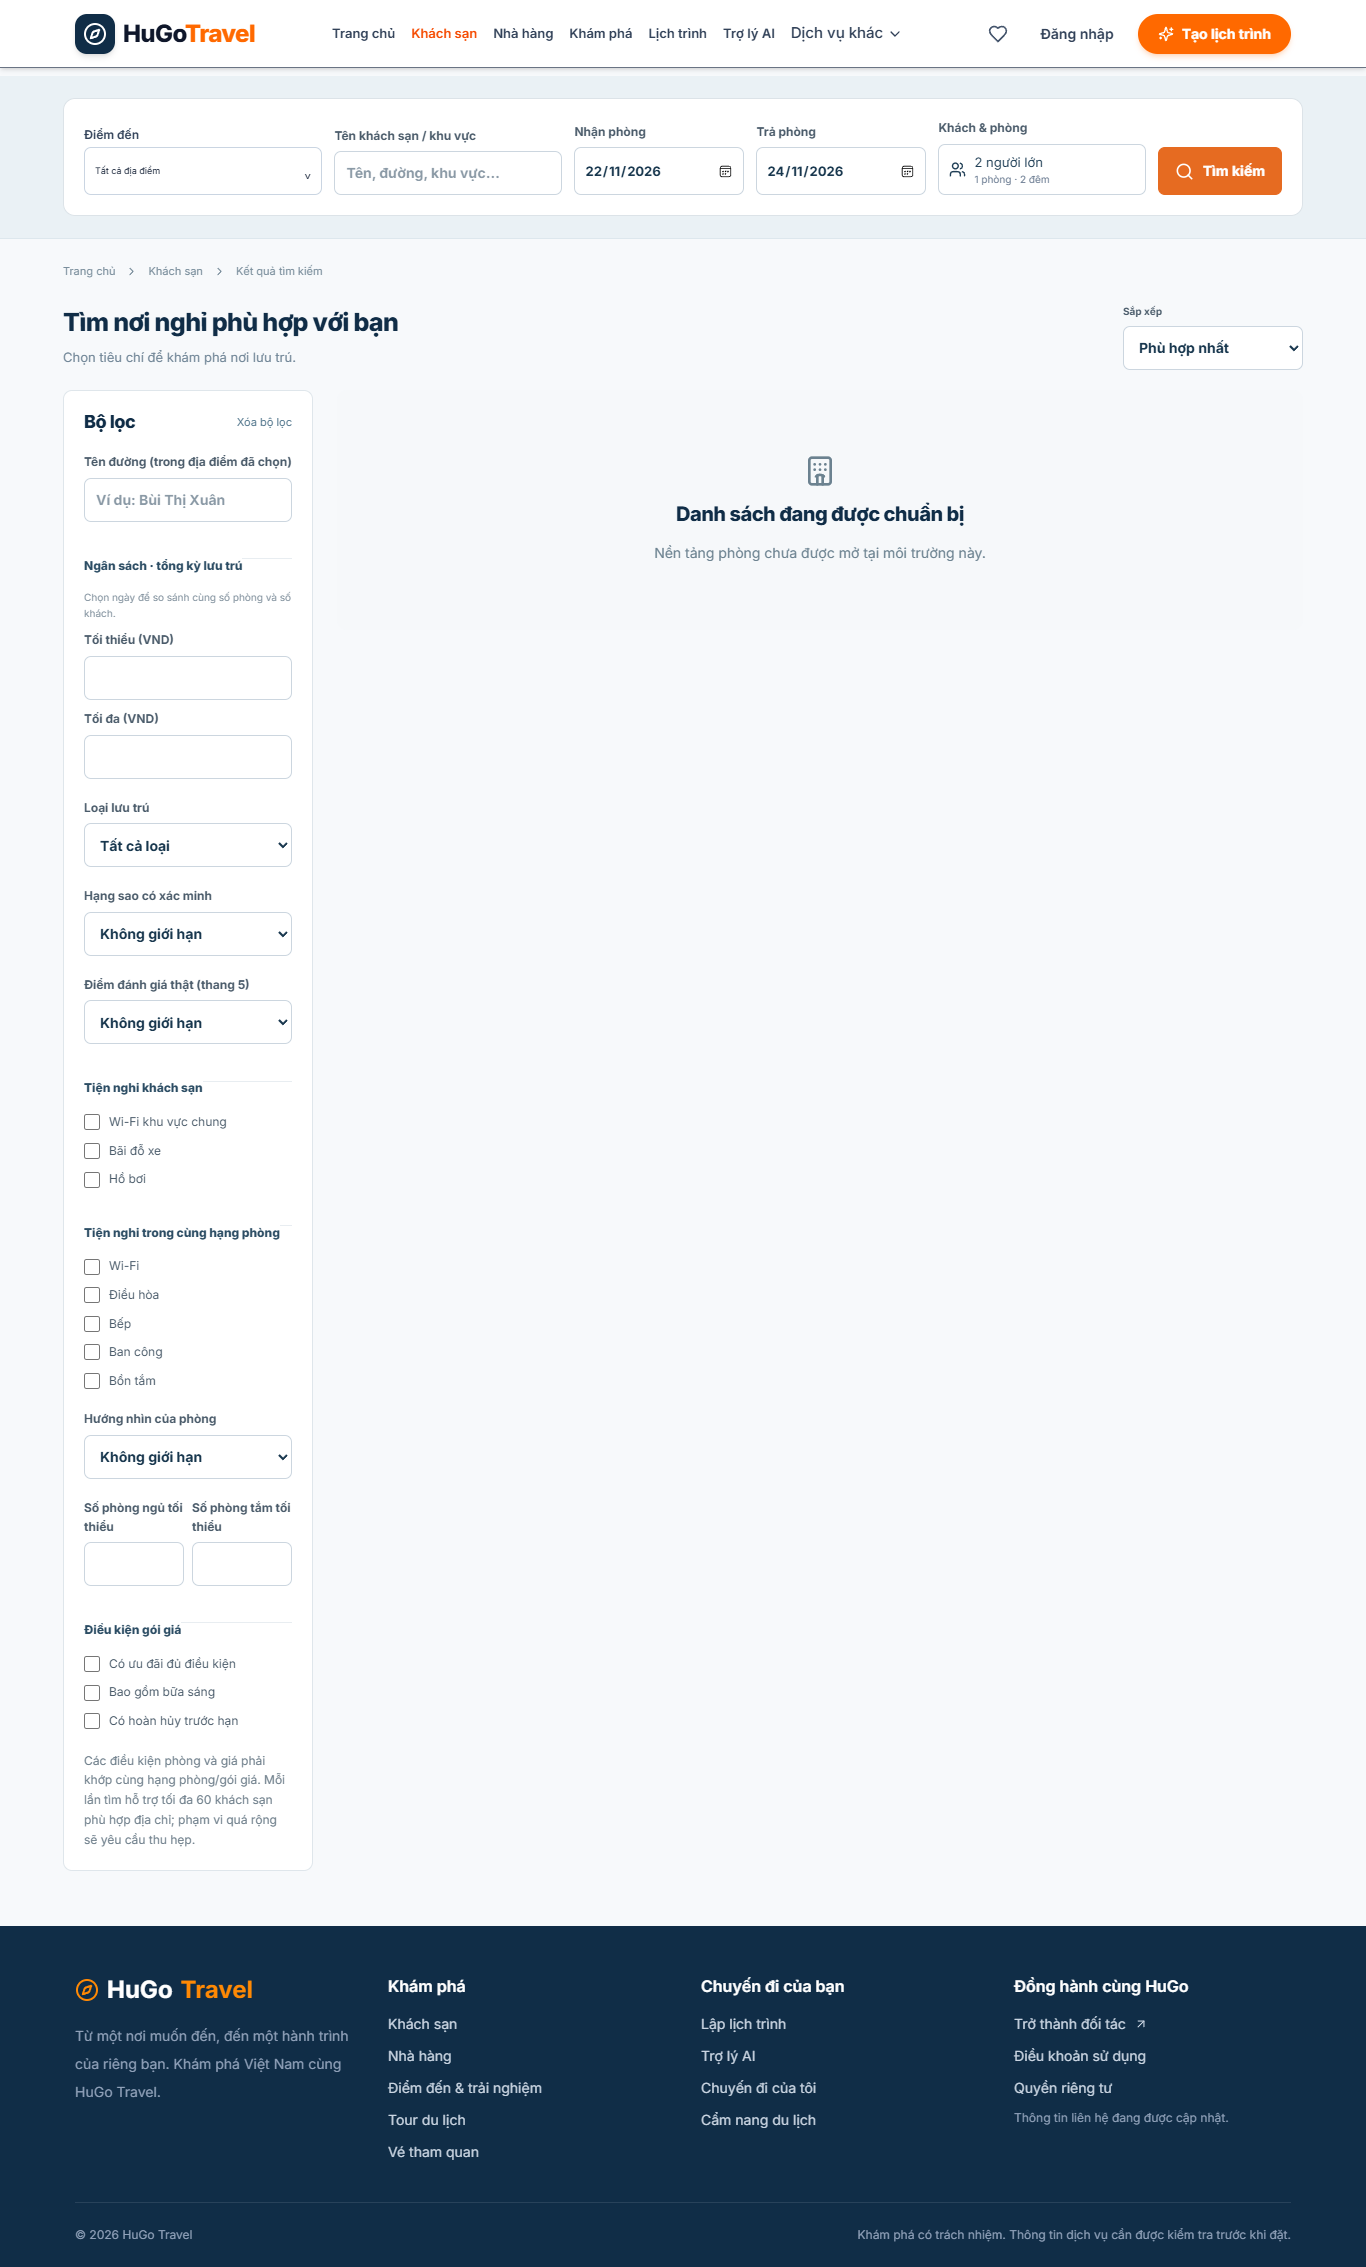 HuGoTravel
Trang chủ Khách sạn Nhà hàng Khám phá Lịch trình Trợ lý AI Dịch vụ khác Đăng nhập Tạo lịch trình
Điểm đến Tên khách sạn / khu vực Nhận phòng Trả phòng Khách & phòng
Tất cả địa điểm Tên, đường, khu vực... 22/11/2026 24/11/2026 2 người lớn Tìm kiếm
1 phòng · 2 đêm
Trang chủ > Khách sạn > Kết quả tìm kiếm
Tìm nơi nghỉ phù hợp với bạn
Chọn tiêu chí để khám phá nơi lưu trú.
Sắp xếp
Phù hợp nhất
Bộ lọc Xóa bộ lọc
Tên đường (trong địa điểm đã chọn)
Ví dụ: Bùi Thị Xuân
Ngân sách · tổng kỳ lưu trú
Chọn ngày để so sánh cùng số phòng và số
khách.
Tối thiểu (VND)
Tối đa (VND)
Loại lưu trú
Tất cả loại
Hạng sao có xác minh
Không giới hạn
Điểm đánh giá thật (thang 5)
Không giới hạn
Tiện nghi khách sạn
Wi-Fi khu vực chung
Bãi đỗ xe
Hồ bơi
Tiện nghi trong cùng hạng phòng
Wi-Fi
Điều hòa
Bếp
Ban công
Bồn tắm
Hướng nhìn của phòng
Không giới hạn
Số phòng ngủ tối
thiểu
Số phòng tắm tối
thiểu
Điều kiện gói giá
Có ưu đãi đủ điều kiện
Bao gồm bữa sáng
Có hoàn hủy trước hạn
Các điều kiện phòng và giá phải
khớp cùng hạng phòng/gói giá. Mỗi
lần tìm hỗ trợ tối đa 60 khách sạn
phù hợp địa chỉ; phạm vi quá rộng
sẽ yêu cầu thu hẹp.
Danh sách đang được chuẩn bị
Nền tảng phòng chưa được mở tại môi trường này.
HuGo Travel
Từ một nơi muốn đến, đến một hành trình
của riêng bạn. Khám phá Việt Nam cùng
HuGo Travel.
Khám phá
Khách sạn
Nhà hàng
Điểm đến & trải nghiệm
Tour du lịch
Vé tham quan
Chuyến đi của bạn
Lập lịch trình
Trợ lý AI
Chuyến đi của tôi
Cẩm nang du lịch
Đồng hành cùng HuGo
Trở thành đối tác
Điều khoản sử dụng
Quyền riêng tư
Thông tin liên hệ đang được cập nhật.
© 2026 HuGo Travel
Khám phá có trách nhiệm. Thông tin dịch vụ cần được kiểm tra trước khi đặt.